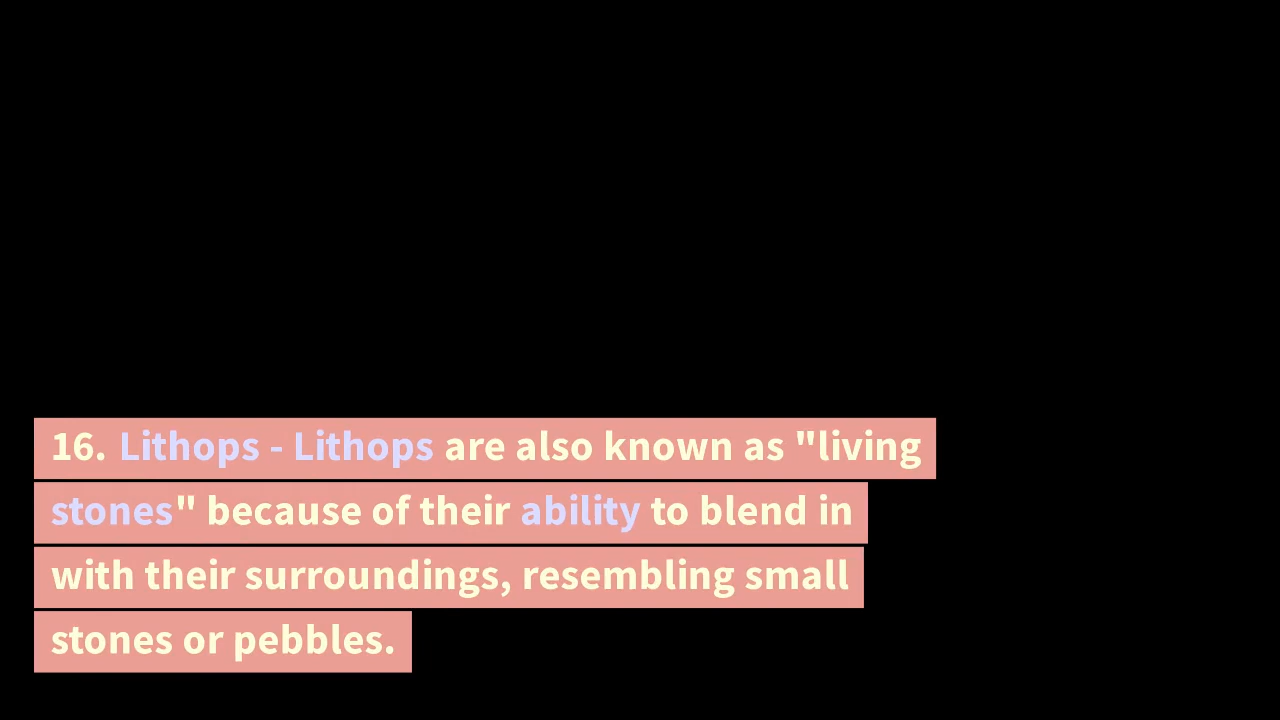 16. Lithops - Lithops are also known as "living
stones" because of their ability to blend in
with their surroundings, resembling small
stones or pebbles.